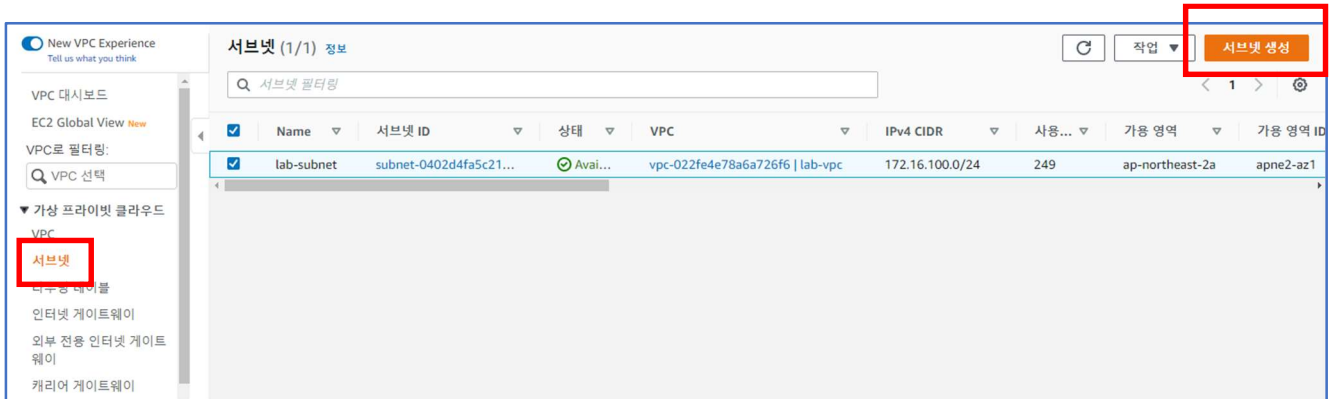 New VPC Experience
Tell us what you think
VPC 대시보드
EC2 Global View New
VPC로 필터링:
VPC 선택
가상 프라이빗 클라우드
VPC
서브넷
인터넷 게이트웨이
외부 전용 인터넷 게이트
웨이
캐리어 게이트웨이
서브넷 (1/1) 정보
작업
서브넷 생성
서브넷 필터링
1
Name 서브넷 ID 상태 VPC IPv4 CIDR 사용... 가용 영역 가용 영역 ID
lab-subnet subnet-0402d4fa5c21... Avai... vpc-022fe4e78a6a726f6 | lab-vpc 172.16.100.0/24 249 ap-northeast-2a apne2-az1